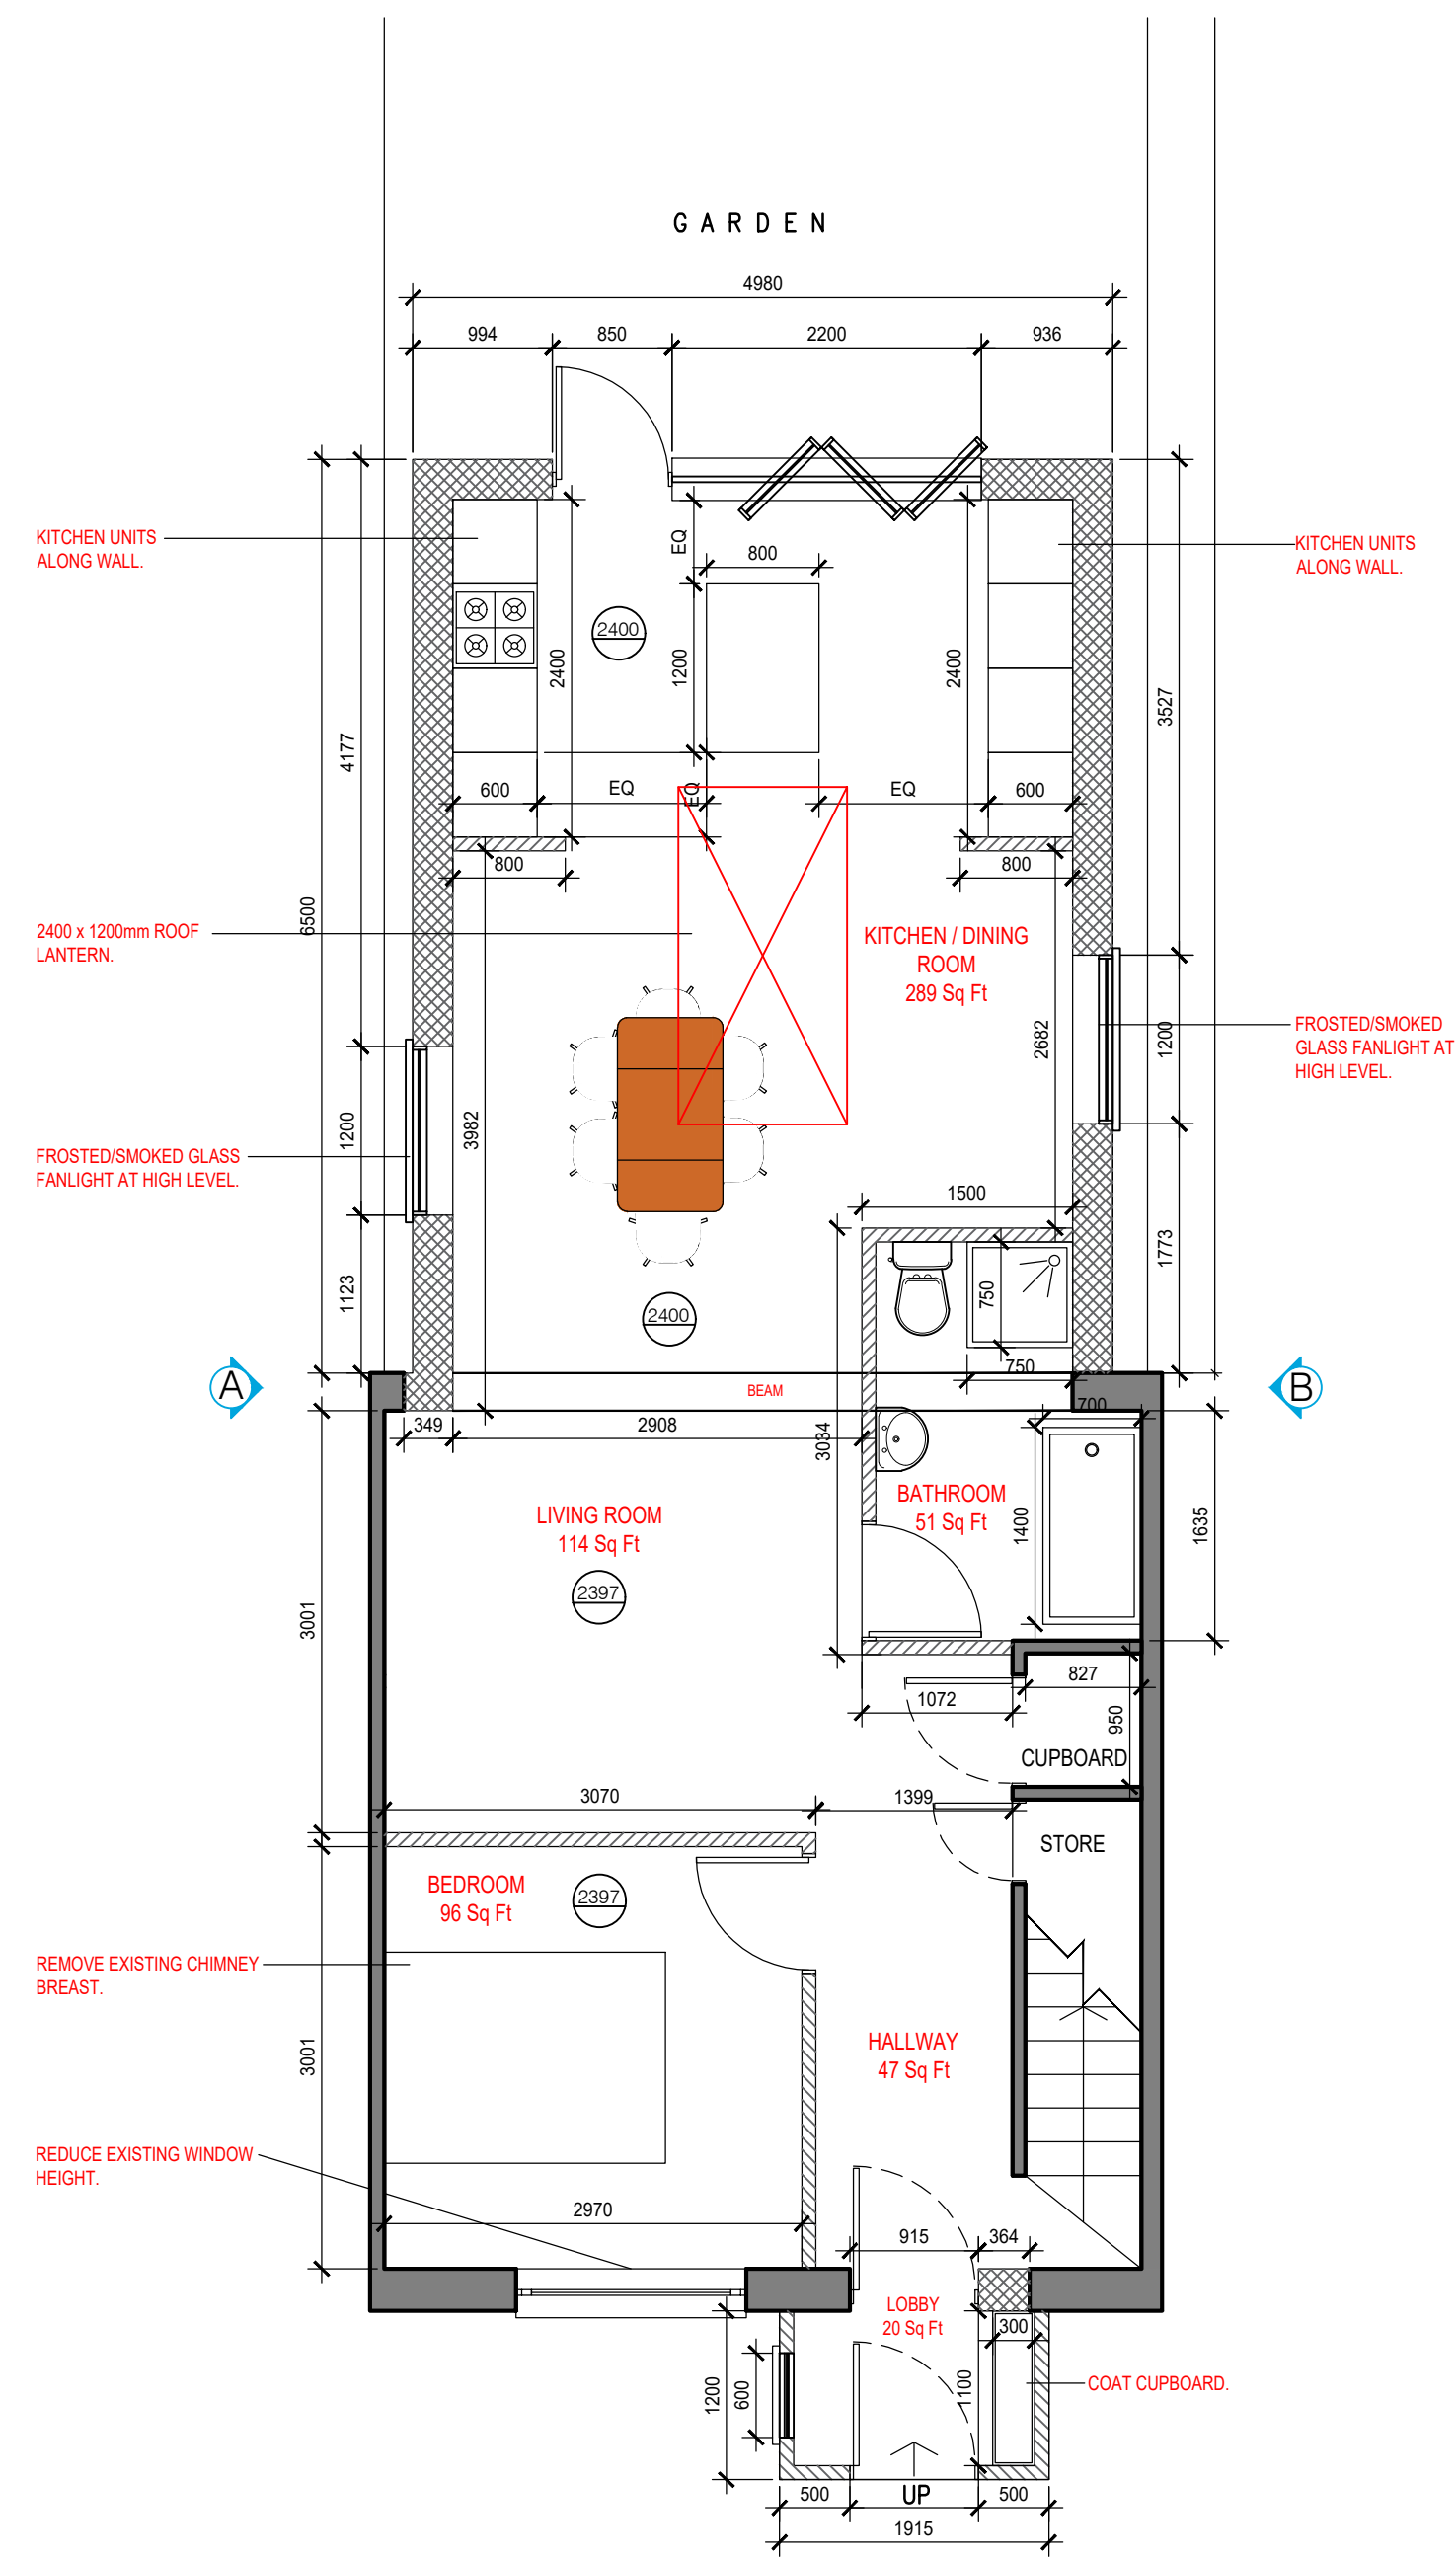 GARDEN
4980
994
850
2200
936
KITCHEN UNITS
ALONG WALL.
KITCHEN UNITS
ALONG WALL.
EQ
800
2400
2400
1200
2400
3527
4177
600
EQ
EQ
EQ
600
800
800
6500
2400 x 1200mm ROOF
LANTERN.
KITCHEN / DINING
ROOM
289 Sq Ft
2682
1200
FROSTED/SMOKED
GLASS FANLIGHT AT
HIGH LEVEL.
1200
3982
FROSTED/SMOKED GLASS
FANLIGHT AT HIGH LEVEL.
1500
1773
1123
750
2400
750
A
BEAM
B
700
349
2908
3034
BATHROOM
51 Sq Ft
1400
1635
LIVING ROOM
114 Sq Ft
2397
3001
827
1072
950
CUPBOARD
3070
1399
STORE
BEDROOM
96 Sq Ft
2397
REMOVE EXISTING CHIMNEY
BREAST.
HALLWAY
47 Sq Ft
3001
REDUCE EXISTING WINDOW
HEIGHT.
2970
915
364
LOBBY
20 Sq Ft
300
1200
600
1100
COAT CUPBOARD.
500
UP
500
1915